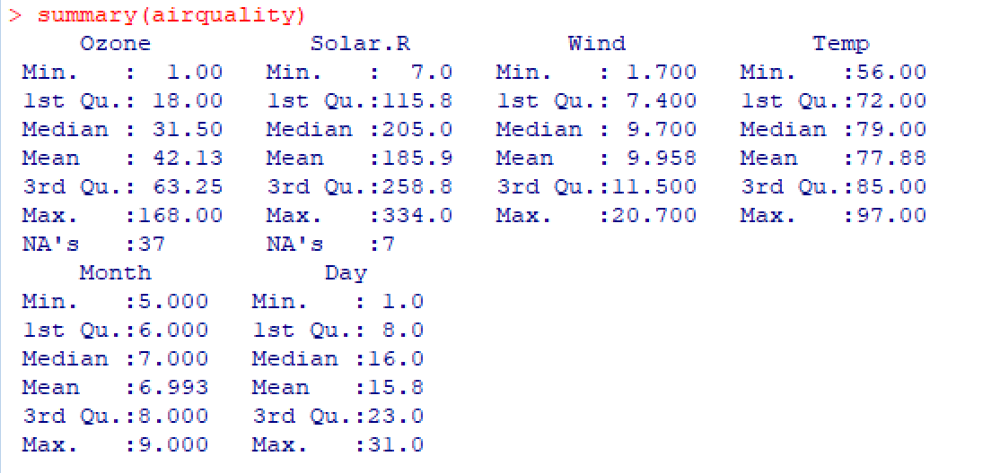 > summary(airquality)
     Ozone           Solar.R           Wind             Temp
 Min.   :  1.00   Min.   :  7.0   Min.   : 1.700   Min.   :56.00
 1st Qu.: 18.00   1st Qu.:115.8   1st Qu.: 7.400   1st Qu.:72.00
 Median : 31.50   Median :205.0   Median : 9.700   Median :79.00
 Mean   : 42.13   Mean   :185.9   Mean   : 9.958   Mean   :77.88
 3rd Qu.: 63.25   3rd Qu.:258.8   3rd Qu.:11.500   3rd Qu.:85.00
 Max.   :168.00   Max.   :334.0   Max.   :20.700   Max.   :97.00
 NA's   :37       NA's   :7
     Month            Day
 Min.   :5.000   Min.   : 1.0
 1st Qu.:6.000   1st Qu.: 8.0
 Median :7.000   Median :16.0
 Mean   :6.993   Mean   :15.8
 3rd Qu.:8.000   3rd Qu.:23.0
 Max.   :9.000   Max.   :31.0